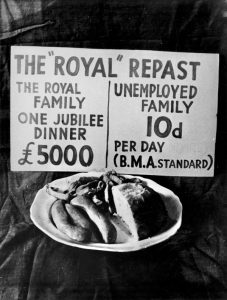 THE "ROYAL" REPAST
THE ROYAL
FAMILY
ONE JUBILEE
DINNER
£5000
UNEMPLOYED
FAMILY
10d
PER DAY
(B.M.A. STANDARD)